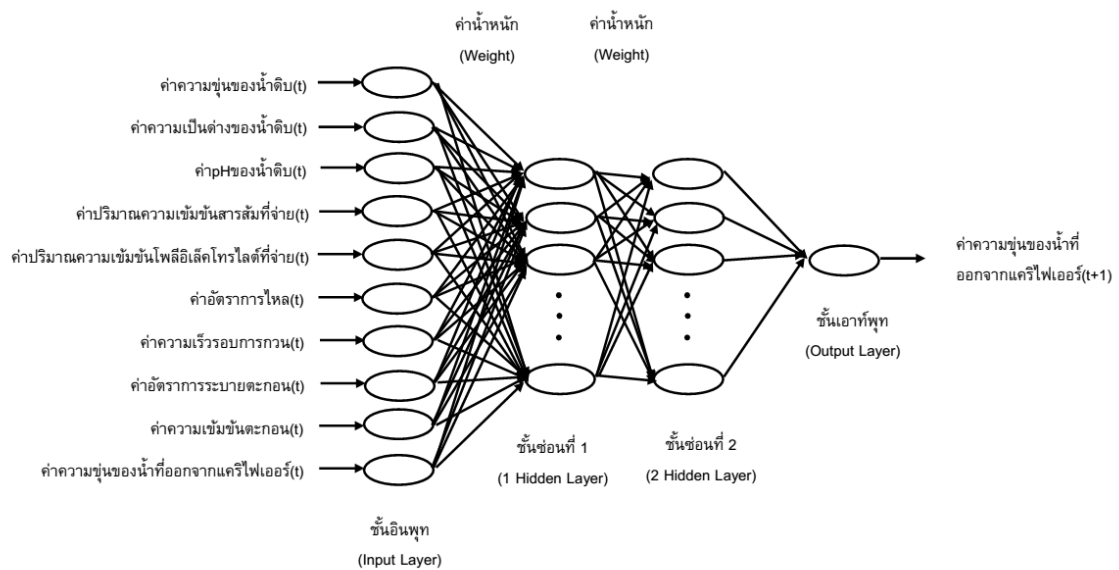 ค่าน้ำหนัก
(Weight)
ค่าน้ำหนัก
(Weight)
ค่าความขุ่นของน้ำดิบ(t)
ค่าความเป็นด่างของน้ำดิบ(t)
ค่าpHของน้ำดิบ(t)
ค่าปริมาณความเข้มข้นสารส้มที่จ่าย(t)
ค่าปริมาณความเข้มข้นโพลีอิเล็คโทรไลต์ที่จ่าย(t)
ค่าอัตราการไหล(t)
ค่าความเร็วรอบการกวน(t)
ค่าอัตราการระบายตะกอน(t)
ค่าความเข้มข้นตะกอน(t)
ค่าความขุ่นของน้ำที่ออกจากแคริไฟเออร์(t)
ชั้นอินพุท
(Input Layer)
ชั้นซ่อนที่ 1
(1 Hidden Layer)
ชั้นซ่อนที่ 2
(2 Hidden Layer)
ชั้นเอาท์พุท
(Output Layer)
ค่าความขุ่นของน้ำที่
ออกจากแคริไฟเออร์(t+1)